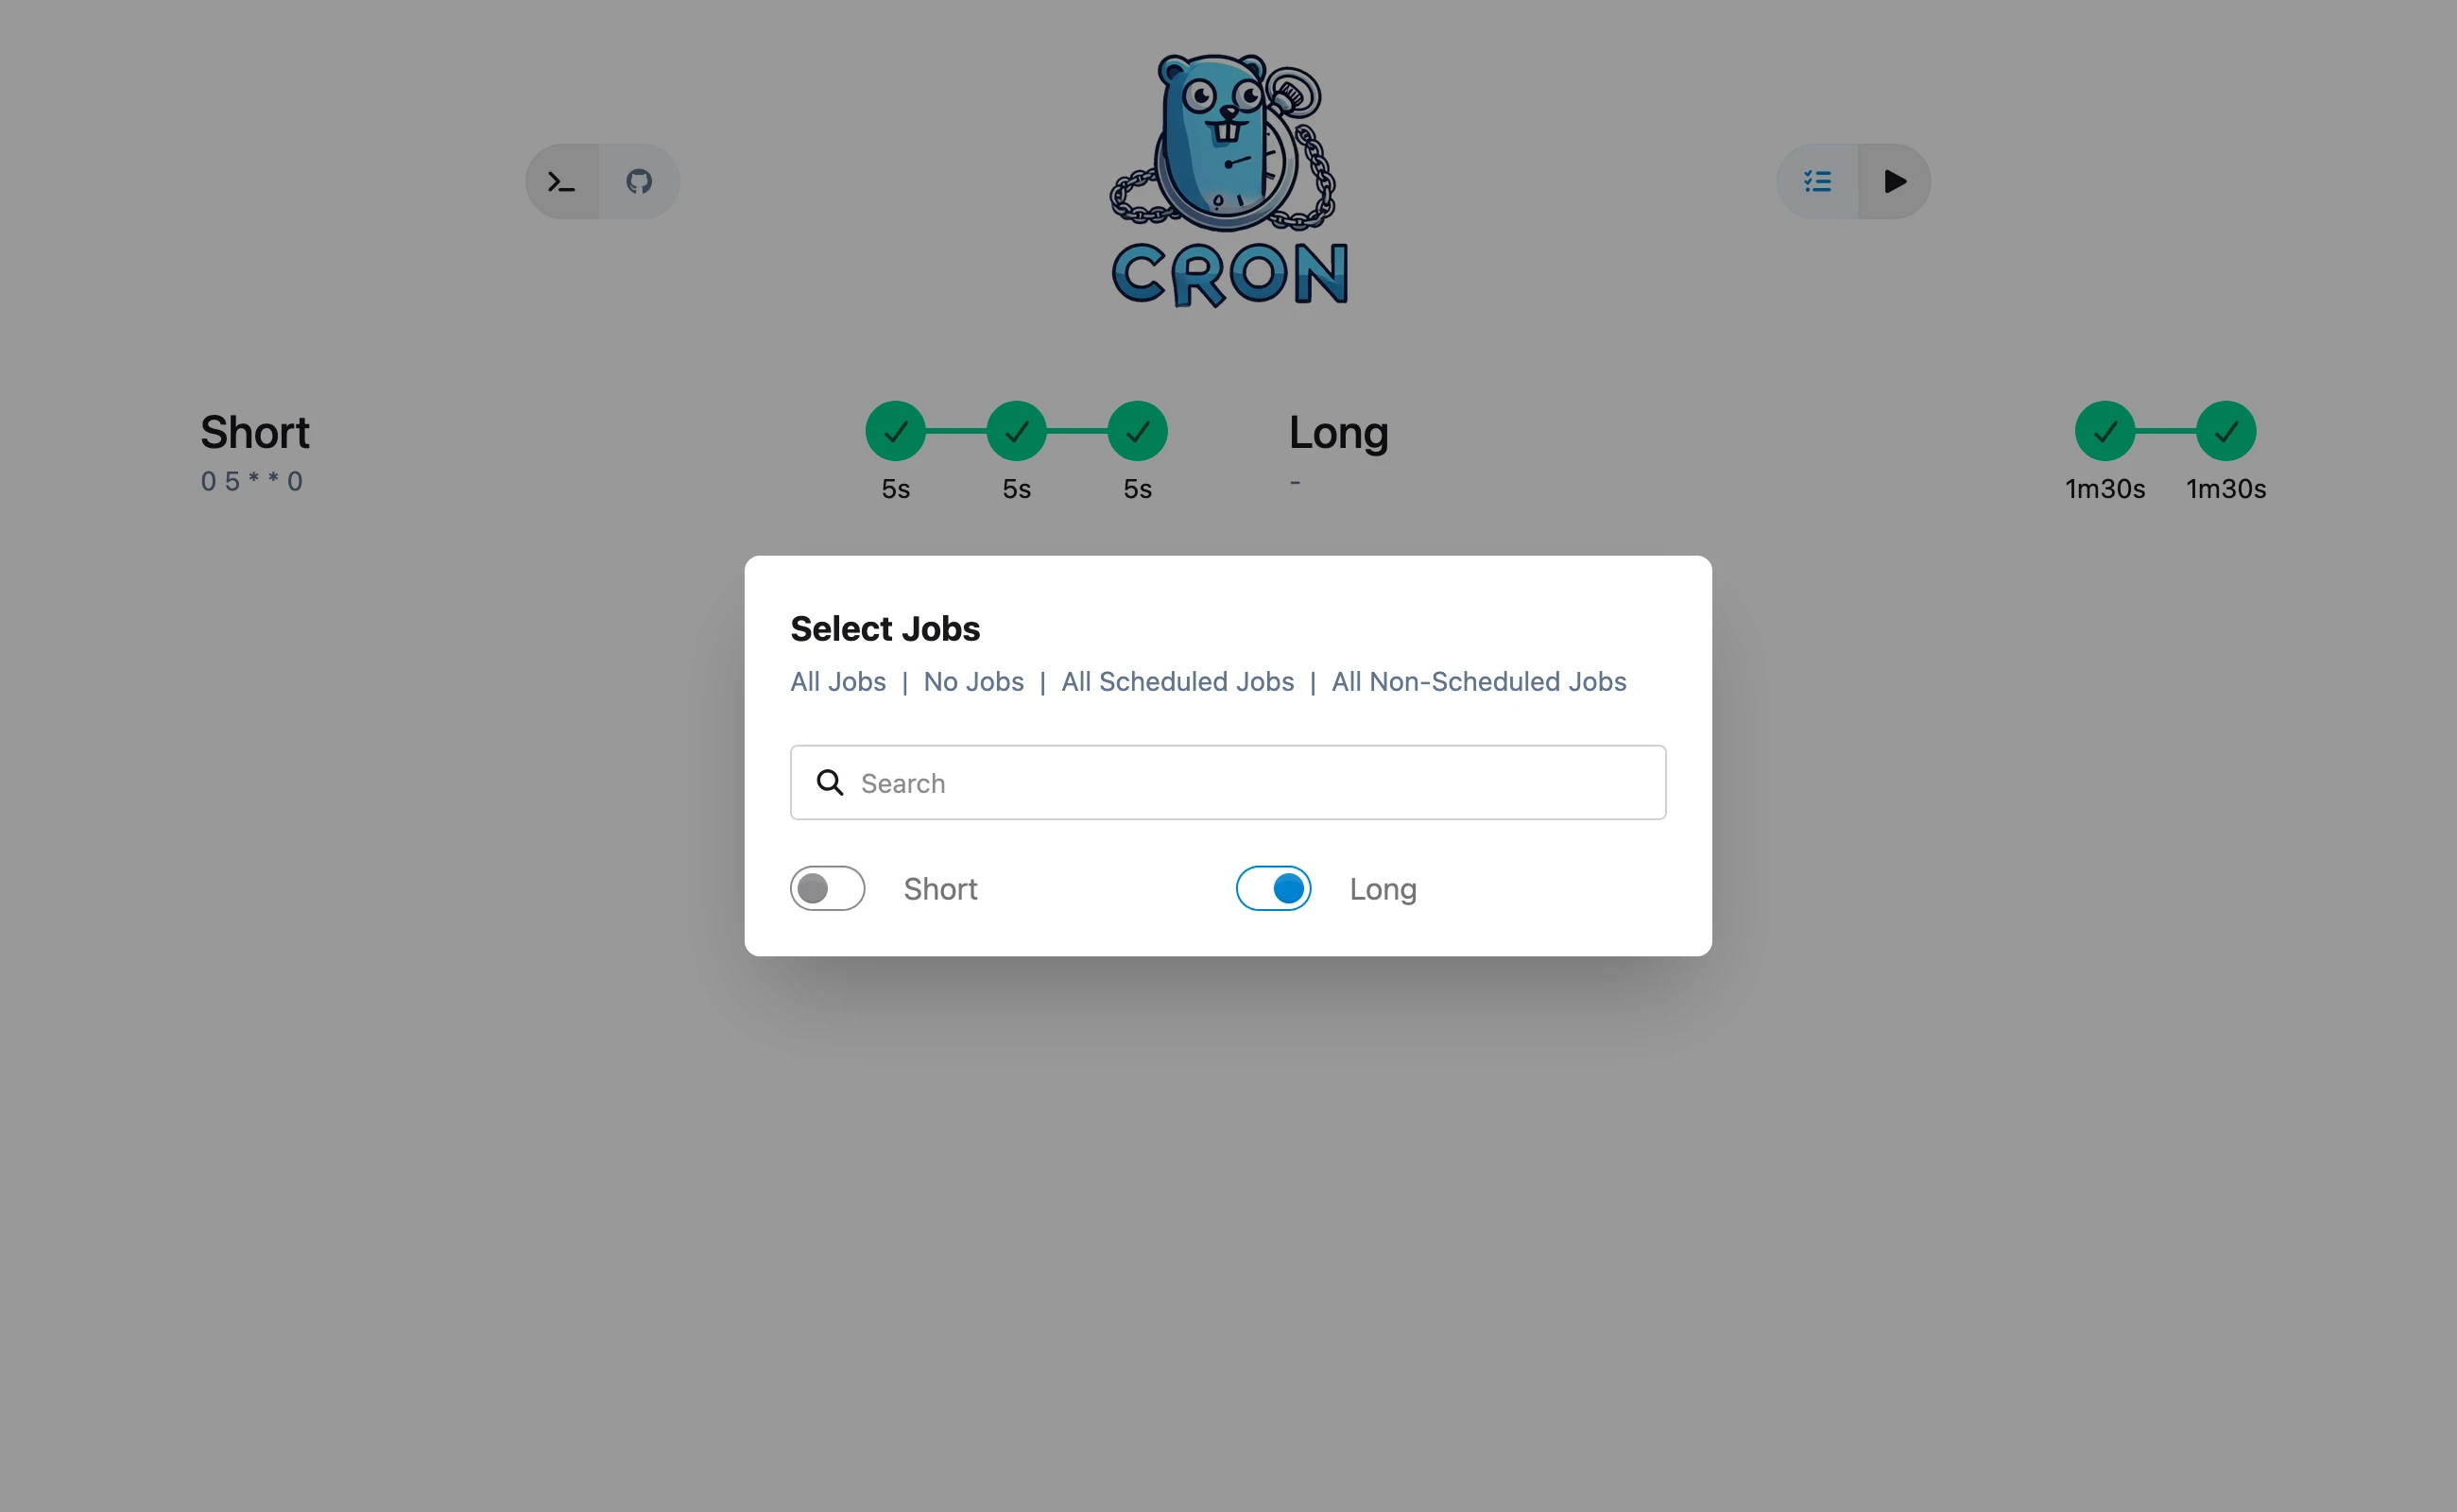 CRON
Short
0 5 * * 0
5s 5s 5s
Long
-
1m30s 1m30s
Select Jobs
All Jobs | No Jobs | All Scheduled Jobs | All Non-Scheduled Jobs
Search
Short
Long